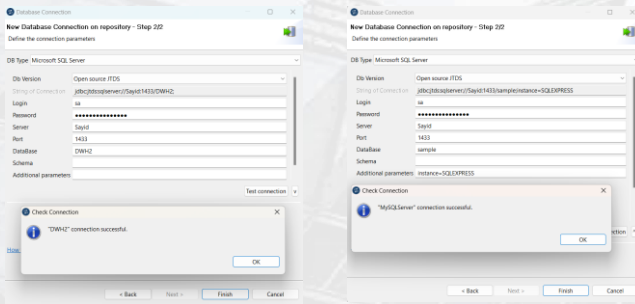 Database Connection
New Database Connection on repository - Step 2/2
Define the connection parameters
DB Type Microsoft SQL Server
Db Version Open source JTDS
String of Connection jdbc:jtds:sqlserver://Sayid:1433/DWH2;
Login sa
Password ●●●●●●●●●●●●●●●
Server Sayid
Port 1433
DataBase DWH2
Schema
Additional parameters
Test connection
Check Connection
"DWH2" connection successful.
OK
How
< Back Next > Finish Cancel
Database Connection
New Database Connection on repository - Step 2/2
Define the connection parameters
DB Type Microsoft SQL Server
Db Version Open source JTDS
String of Connection jdbc:jtds:sqlserver://Sayid:1433/sample;instance=SQLEXPRESS
Login sa
Password ●●●●●●●●●●●●●●●
Server Sayid
Port 1433
DataBase sample
Schema
Additional parameters instance=SQLEXPRESS
Check Connection
"MySQLServer" connection successful.
OK
ection
< Back Next > Finish Cancel